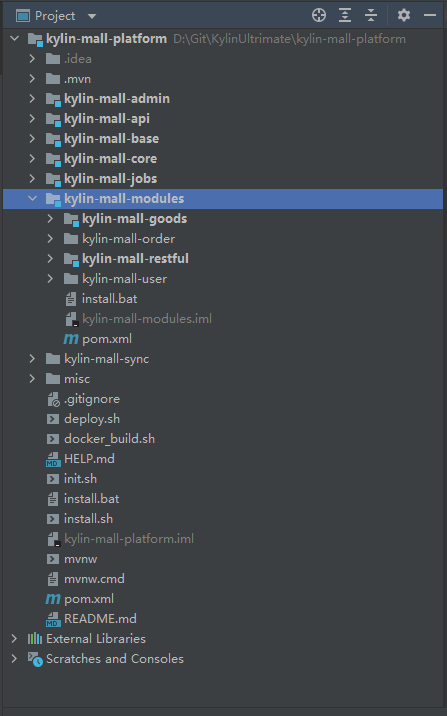 Project
kylin-mall-platform D:\Git\KylinUltrimate\kylin-mall-platform
.idea
.mvn
kylin-mall-admin
kylin-mall-api
kylin-mall-base
kylin-mall-core
kylin-mall-jobs
kylin-mall-modules
kylin-mall-goods
kylin-mall-order
kylin-mall-restful
kylin-mall-user
install.bat
kylin-mall-modules.iml
m pom.xml
kylin-mall-sync
misc
.gitignore
deploy.sh
docker_build.sh
MD HELP.md
init.sh
install.bat
install.sh
kylin-mall-platform.iml
mvnw
mvnw.cmd
m pom.xml
MD README.md
External Libraries
Scratches and Consoles